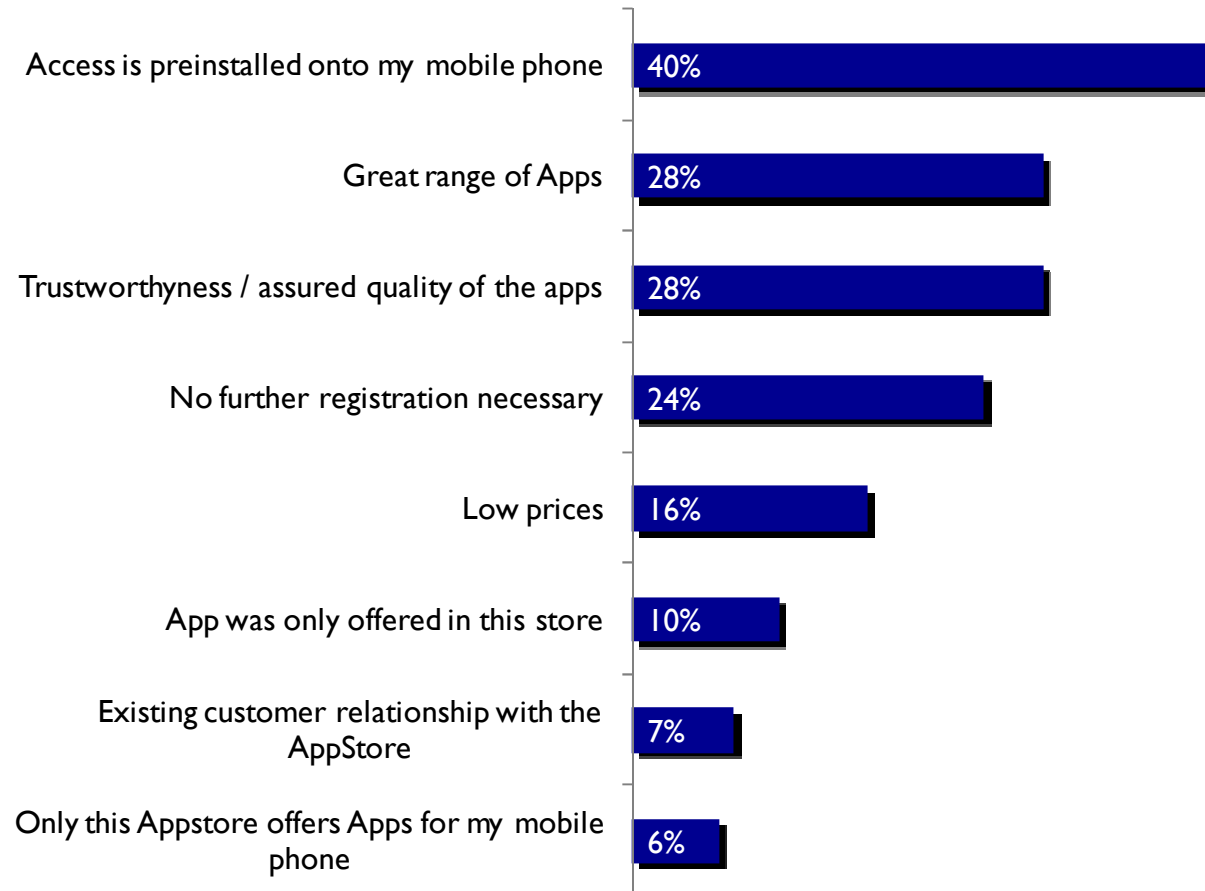 Access is preinstalled onto my mobile phone
40%
Great range of Apps
28%
Trustworthyness / assured quality of the apps
28%
No further registration necessary
24%
Low prices
16%
App was only offered in this store
10%
Existing customer relationship with the
AppStore
7%
Only this Appstore offers Apps for my mobile
phone
6%